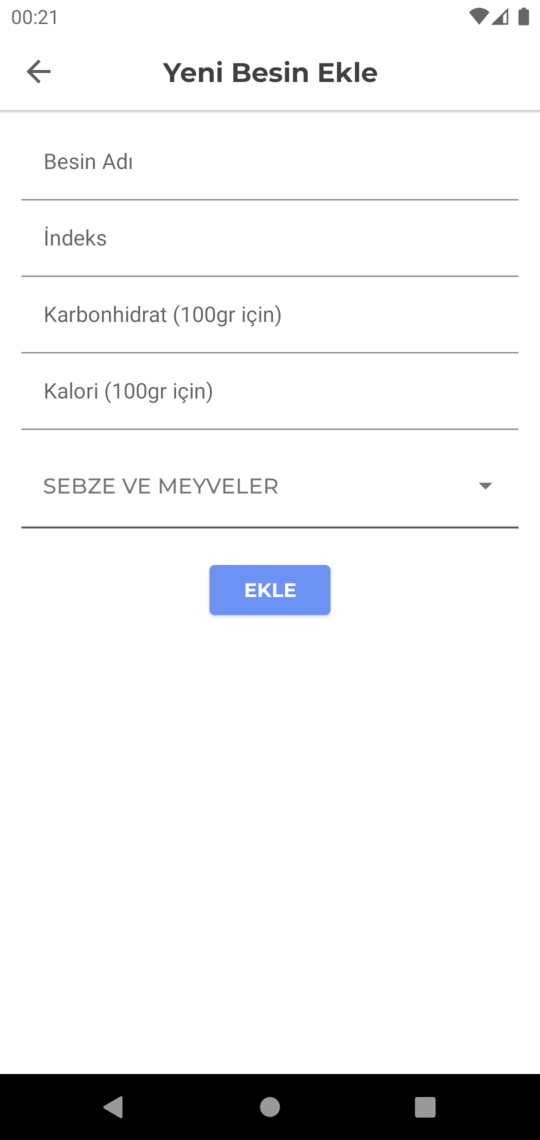 00:21
Yeni Besin Ekle
Besin Adı
İndeks
Karbonhidrat (100gr için)
Kalori (100gr için)
SEBZE VE MEYVELER
EKLE